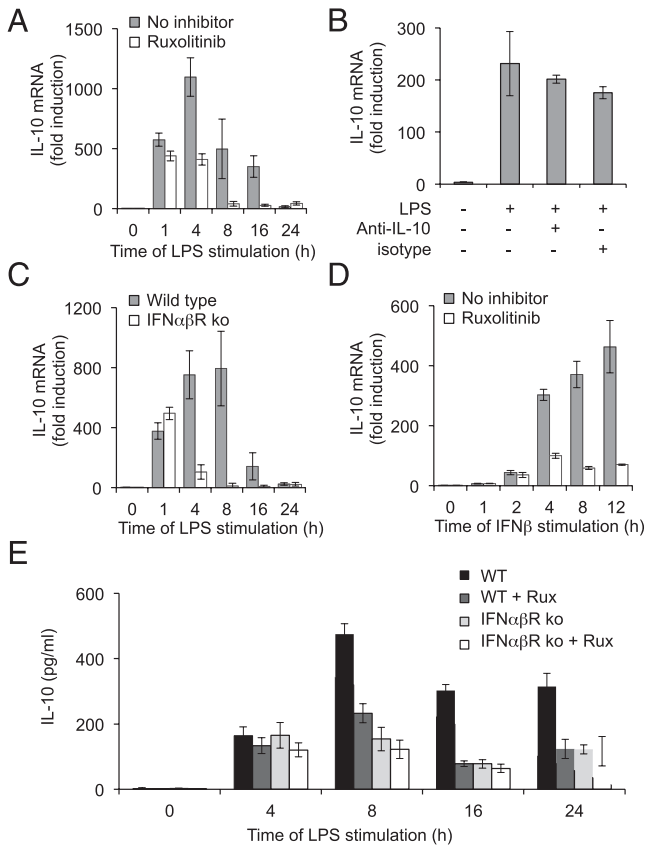 A
No inhibitor
Ruxolitinib
IL-10 mRNA
(fold induction)
1500
1000
500
0
0 1 4 8 16 24
Time of LPS stimulation (h)
B
IL-10 mRNA
(fold induction)
300
200
100
0
LPS - + + +
Anti-IL-10 - - + -
isotype - - - +
C
Wild type
IFNαβR ko
IL-10 mRNA
(fold induction)
1200
800
400
0
0 1 4 8 16 24
Time of LPS stimulation (h)
D
No inhibitor
Ruxolitinib
IL-10 mRNA
(fold induction)
600
400
200
0
0 1 2 4 8 12
Time of IFNβ stimulation (h)
E
WT
WT + Rux
IFNαβR ko
IFNαβR ko + Rux
IL-10 (pg/ml)
600
400
200
0
0 4 8 16 24
Time of LPS stimulation (h)